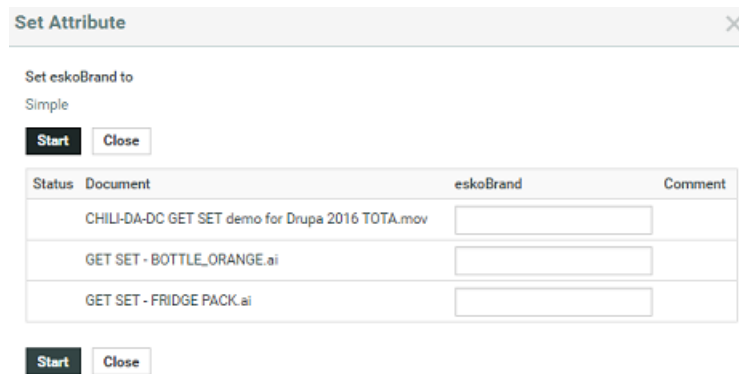 Set Attribute
Set eskoBrand to
Simple
Start Close
Status Document eskoBrand Comment
CHILI-DA-DC GET SET demo for Drupa 2016 TOTA.mov
GET SET - BOTTLE_ORANGE.ai
GET SET - FRIDGE PACK.ai
Start Close